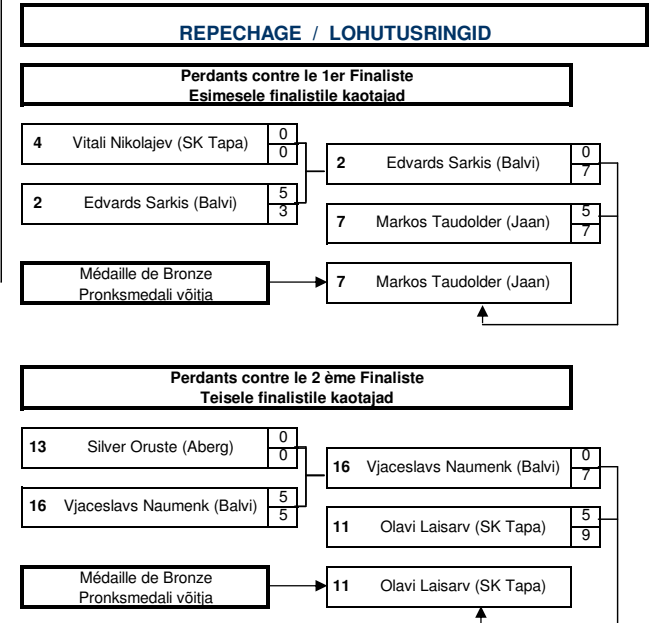 REPECHAGE / LOHUTUSRINGID
Perdants contre le 1er Finaliste
Esimesele finalistile kaotajad
4 Vitali Nikolajev (SK Tapa) 0
0
2 Edvards Sarkis (Balvi) 0
7
2 Edvards Sarkis (Balvi) 5
3
7 Markos Taudolder (Jaan) 5
7
Médaille de Bronze
Pronksmedali võitja
7 Markos Taudolder (Jaan)
Perdants contre le 2 ème Finaliste
Teisele finalistile kaotajad
13 Silver Oruste (Aberg) 0
0
16 Vjaceslavs Naumenk (Balvi) 0
7
16 Vjaceslavs Naumenk (Balvi) 5
5
11 Olavi Laisarv (SK Tapa) 5
9
Médaille de Bronze
Pronksmedali võitja
11 Olavi Laisarv (SK Tapa)